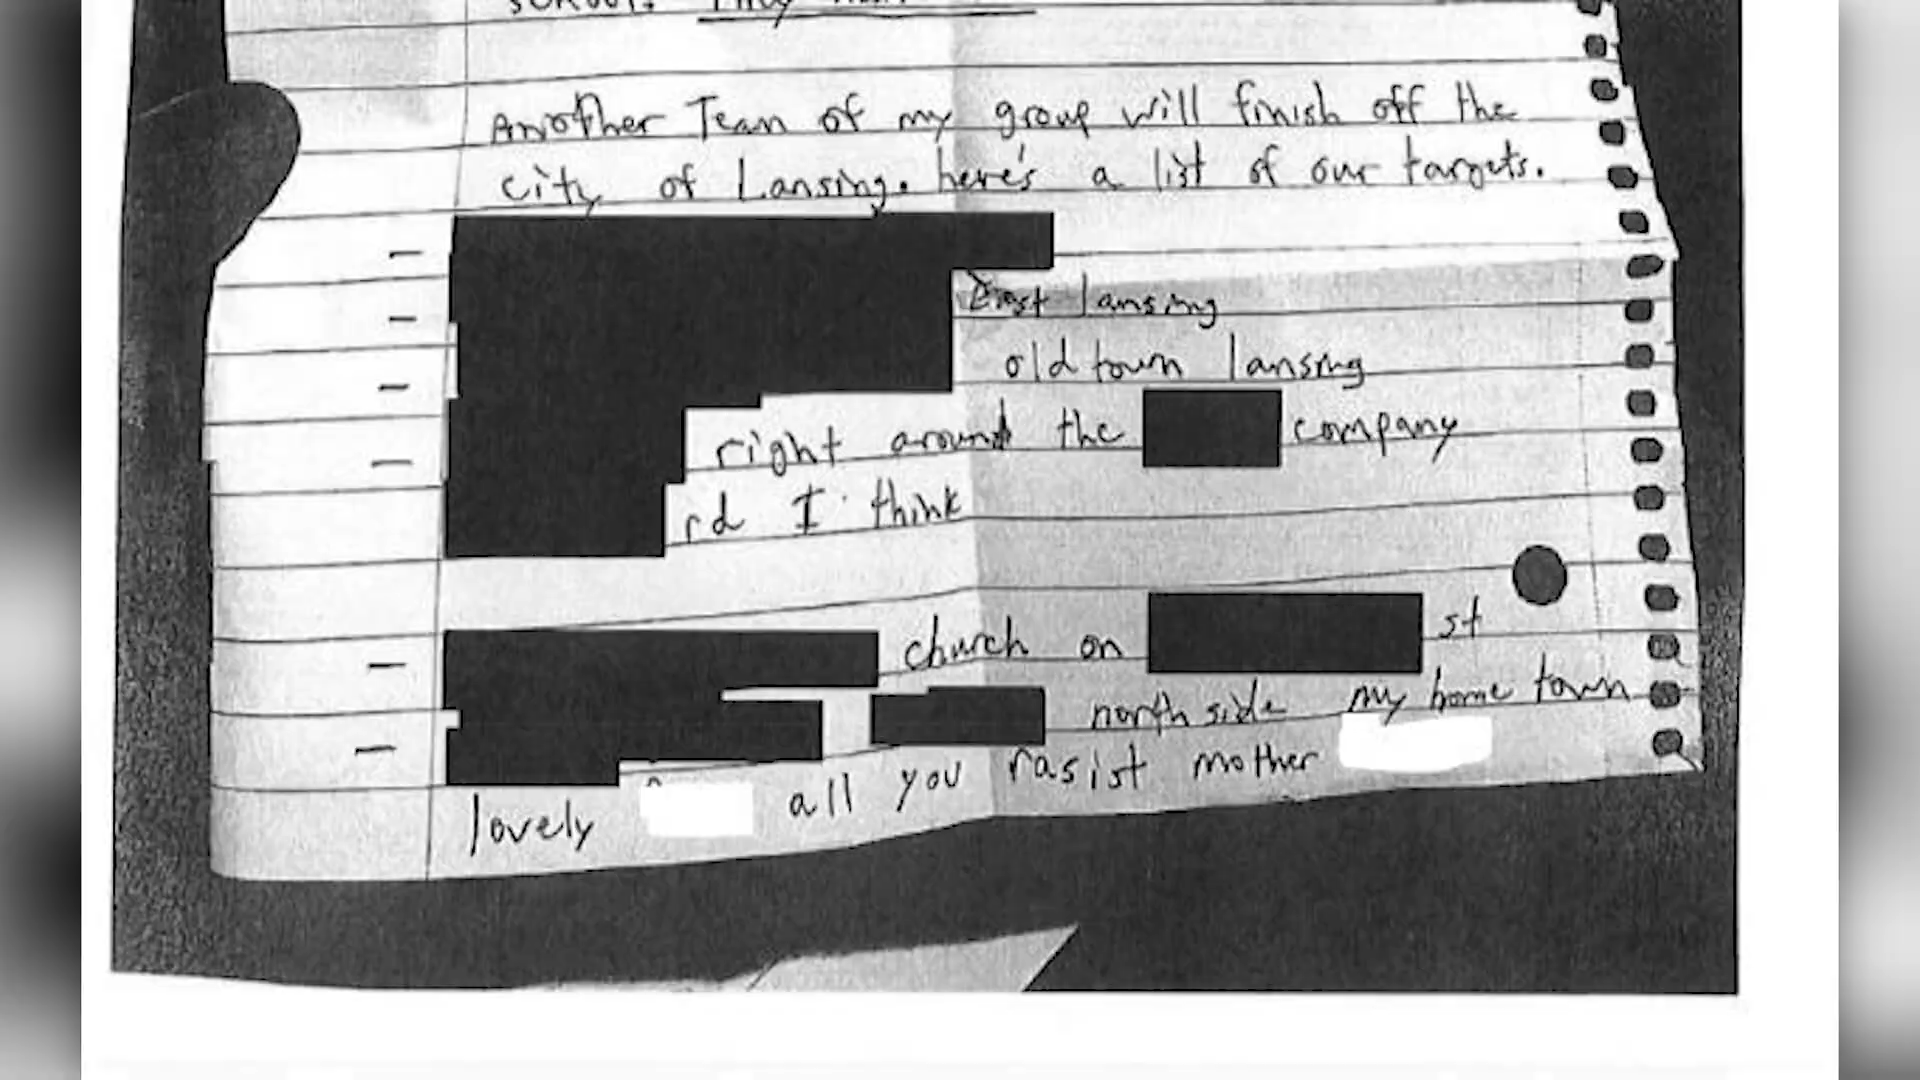 school. They
Another Team of my group will finish off the
city of Lansing. here's a list of our targets.
-
- East lansing
- old town lansing
- right around the company
rd I think
- church on st
- north side my home town
lovely all you rasist mother